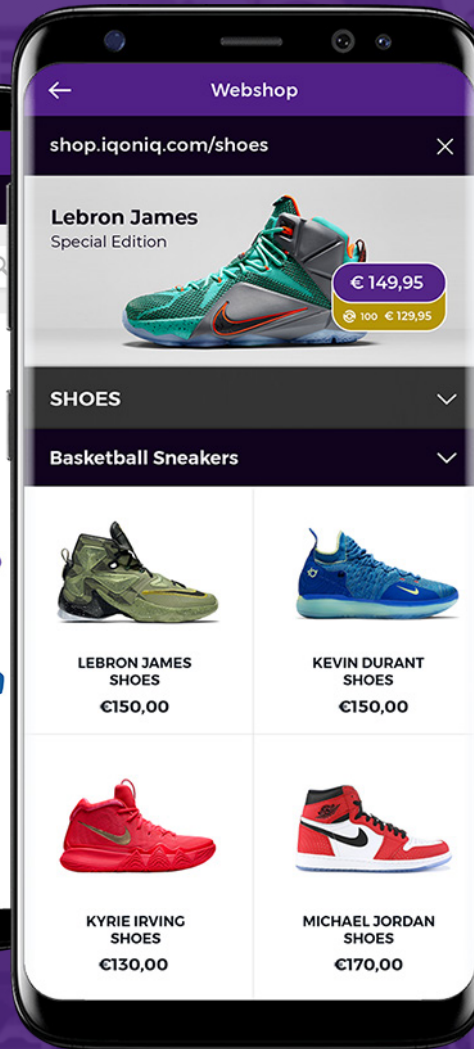 Webshop
shop.iqoniq.com/shoes
Lebron James
Special Edition
€ 149,95
100 € 129,95
SHOES
Basketball Sneakers
LEBRON JAMES
SHOES
€150,00
KEVIN DURANT
SHOES
€150,00
KYRIE IRVING
SHOES
€130,00
MICHAEL JORDAN
SHOES
€170,00